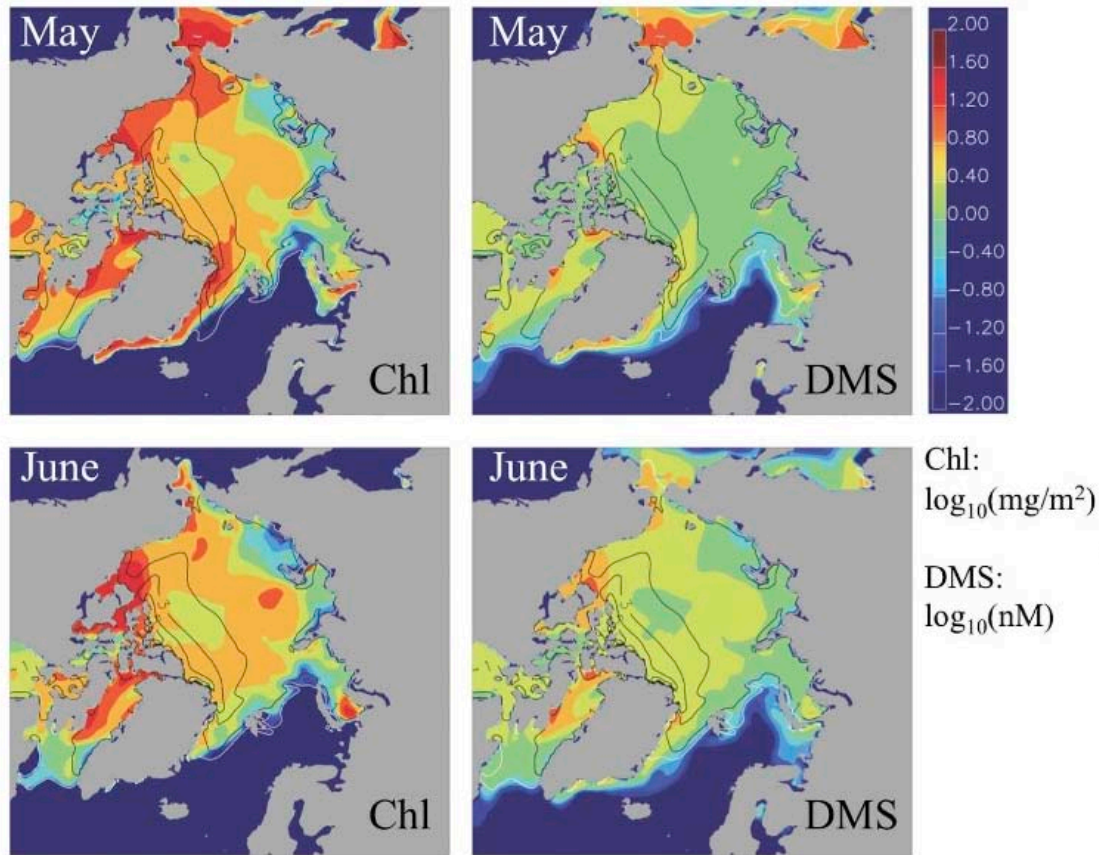 May
Chl
May
DMS
2.00
1.60
1.20
0.80
0.40
0.00
−0.40
−0.80
−1.20
−1.60
−2.00
June
Chl
June
DMS
Chl:
log₁₀(mg/m²)
DMS:
log₁₀(nM)